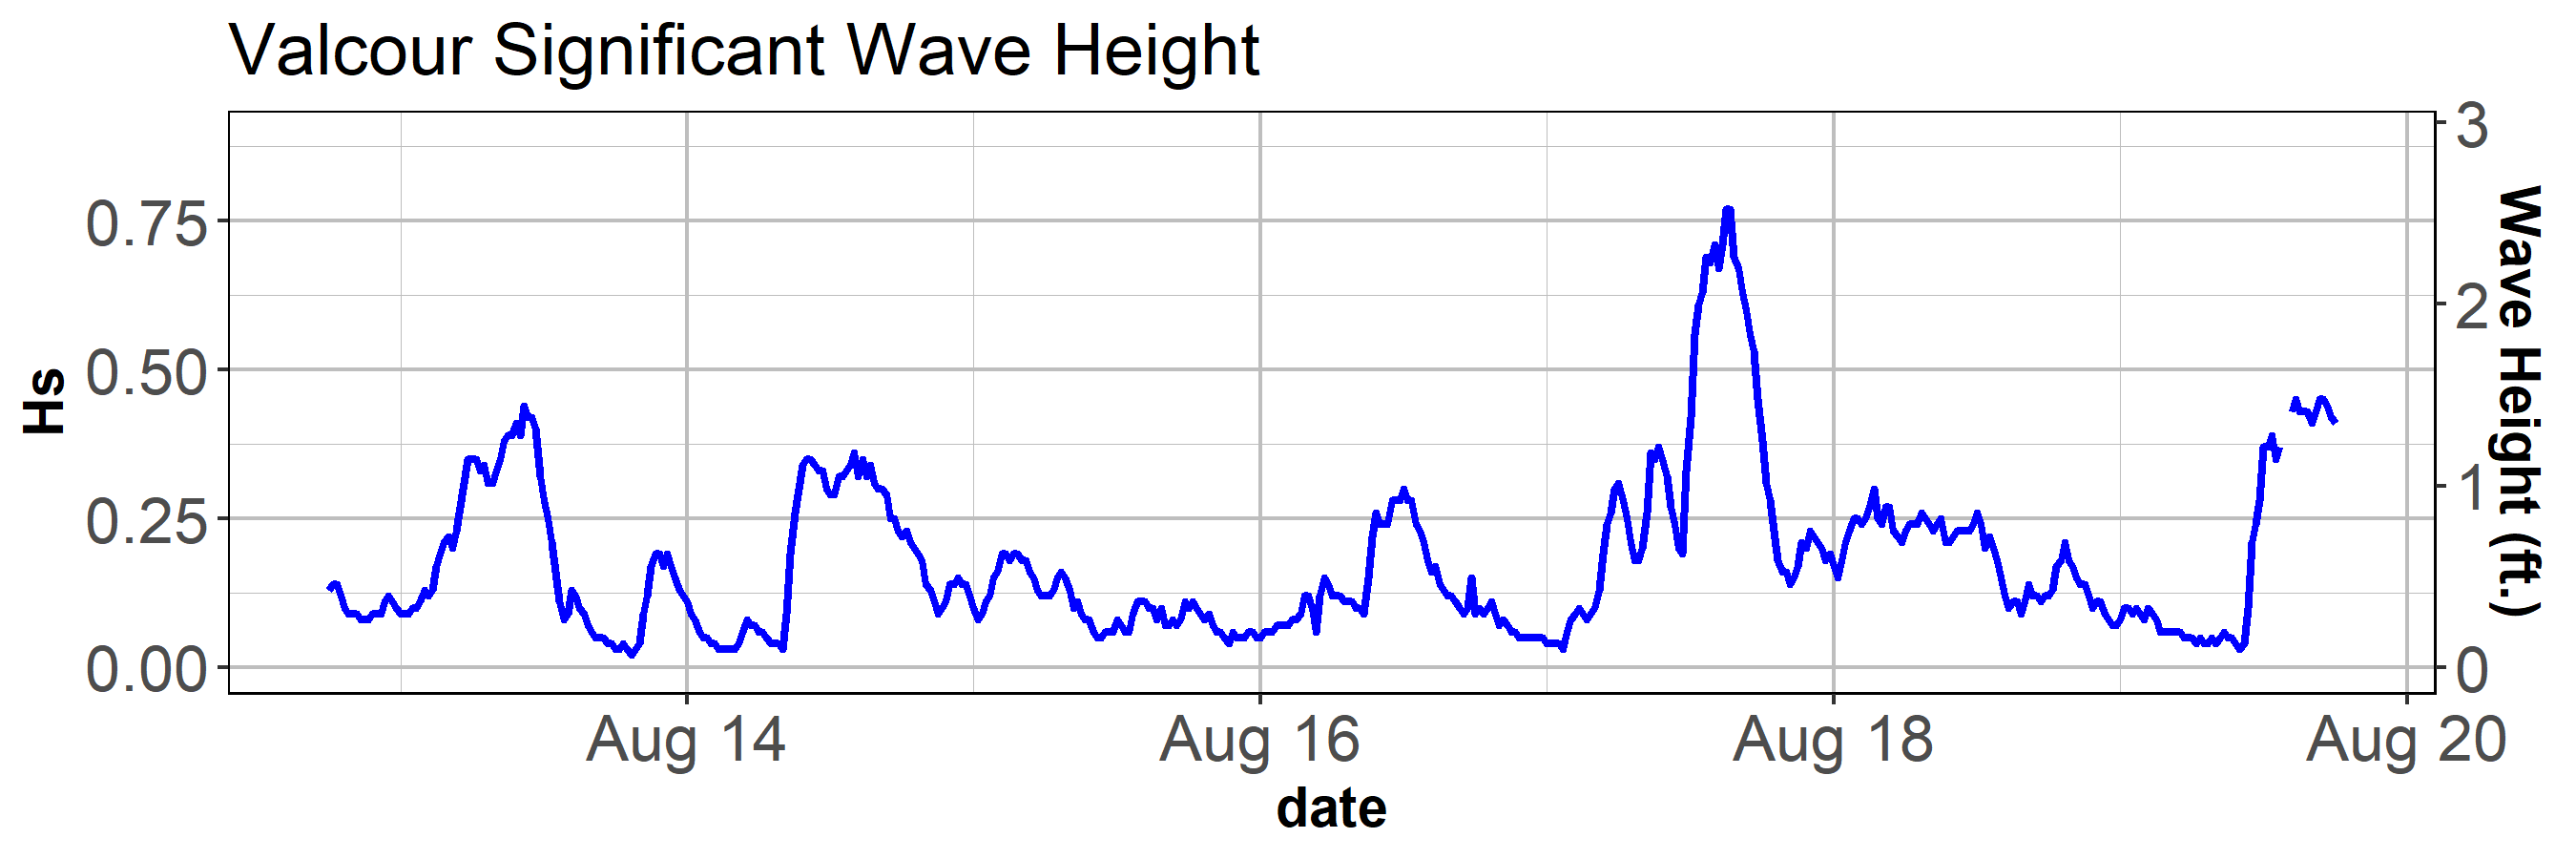 Valcour Significant Wave Height
Hs
0.75
0.50
0.25
0.00
3
2
1
0
Wave Height (ft.)
Aug 14
Aug 16
Aug 18
Aug 20
date